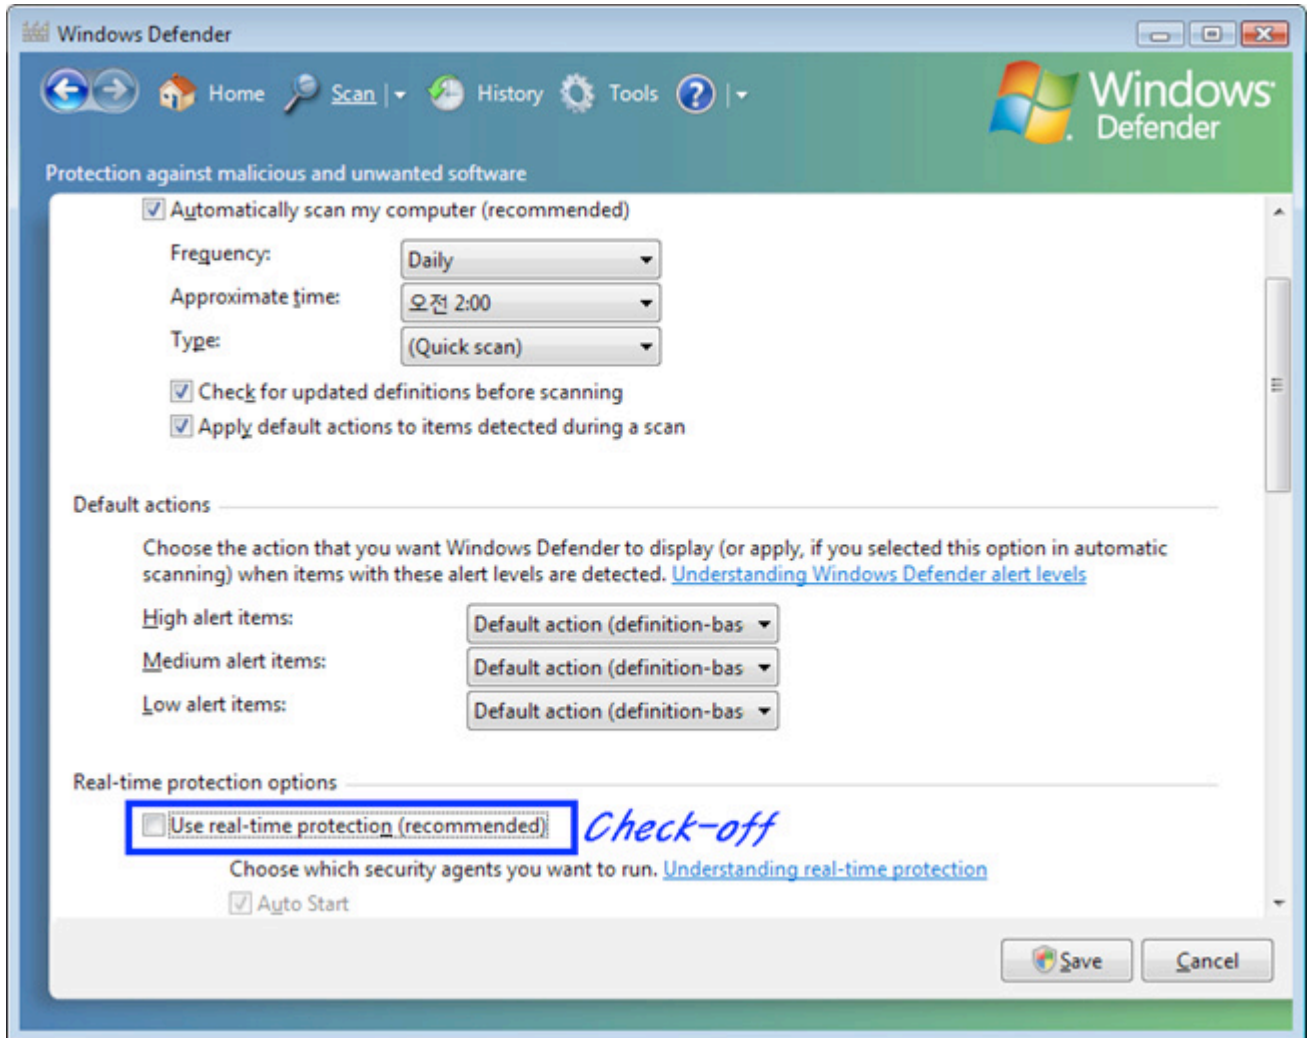 Windows Defender
Home Scan History Tools ?
Windows
Defender
Protection against malicious and unwanted software
Automatically scan my computer (recommended)
Frequency: Daily
Approximate time: 오전 2:00
Type: (Quick scan)
Check for updated definitions before scanning
Apply default actions to items detected during a scan
Default actions
Choose the action that you want Windows Defender to display (or apply, if you selected this option in automatic
scanning) when items with these alert levels are detected. Understanding Windows Defender alert levels
High alert items: Default action (definition-bas
Medium alert items: Default action (definition-bas
Low alert items: Default action (definition-bas
Real-time protection options
Use real-time protection (recommended) Check-off
Choose which security agents you want to run. Understanding real-time protection
Auto Start
Save Cancel